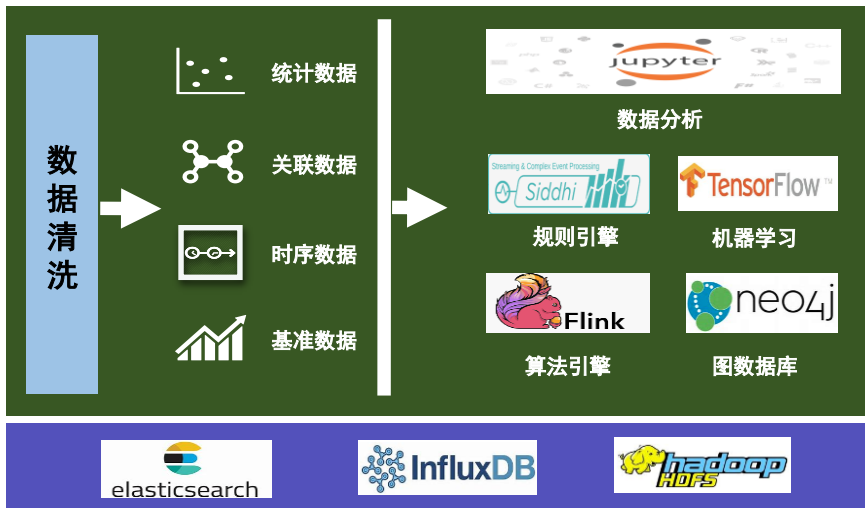 数据清洗
统计数据
关联数据
时序数据
基准数据
jupyter
数据分析
Streaming & Complex Event Processing
Siddhi
规则引擎
TensorFlow™
机器学习
Flink
算法引擎
neo4j
图数据库
elasticsearch
InfluxDB
hadoop
HDFS